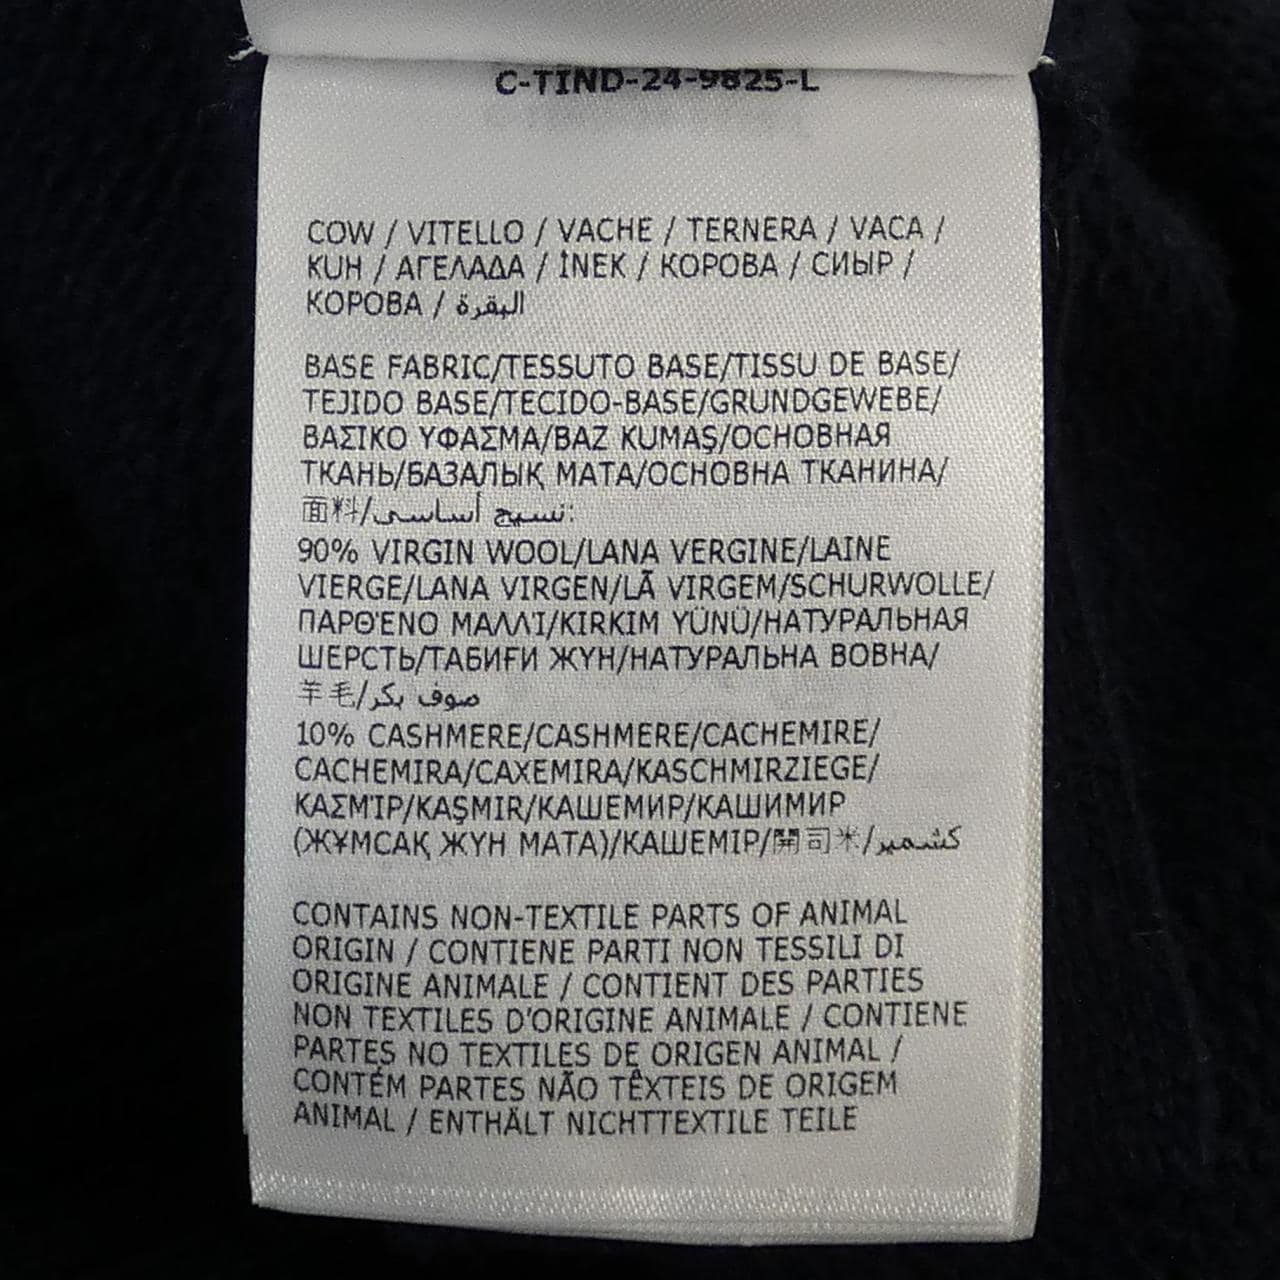 C-TIND-24-9825-L
COW / VITELLO / VACHE / TERNERA / VACA /
KUH / ΑΓΕΛΑΔΑ / İNEK / КОРОВА / СИЫР /
КОРОВА / البقرة
BASE FABRIC/TESSUTO BASE/TISSU DE BASE/
TEJIDO BASE/TECIDO-BASE/GRUNDGEWEBE/
ΒΑΣΙΚΟ ΥΦΑΣΜΑ/BAZ KUMAŞ/ОСНОВНАЯ
ТКАНЬ/БАЗАЛЫҚ МАТА/ОСНОВНА ТКАНИНА/
面料/نسيج أساسي:
90% VIRGIN WOOL/LANA VERGINE/LAINE
VIERGE/LANA VIRGEN/LÃ VIRGEM/SCHURWOLLE/
ΠΑΡΘΈΝΟ ΜΑΛΛΊ/KIRKIM YÜNÜ/НАТУРАЛЬНАЯ
ШЕРСТЬ/ТАБИҒИ ЖҮН/НАТУРАЛЬНА ВОВНА/
羊毛/صوف بكر
10% CASHMERE/CASHMERE/CACHEMIRE/
CACHEMIRA/CAXEMIRA/KASCHMIRZIEGE/
ΚΑΣΜΊΡ/KAŞMIR/КАШЕМИР/КАШИМИР
(ЖҰМСАҚ ЖҮН МАТА)/КАШЕМІР/開司米/كشمير
CONTAINS NON-TEXTILE PARTS OF ANIMAL
ORIGIN / CONTIENE PARTI NON TESSILI DI
ORIGINE ANIMALE / CONTIENT DES PARTIES
NON TEXTILES D'ORIGINE ANIMALE / CONTIENE
PARTES NO TEXTILES DE ORIGEN ANIMAL /
CONTÉM PARTES NÃO TÊXTEIS DE ORIGEM
ANIMAL / ENTHÄLT NICHTTEXTILE TEILE